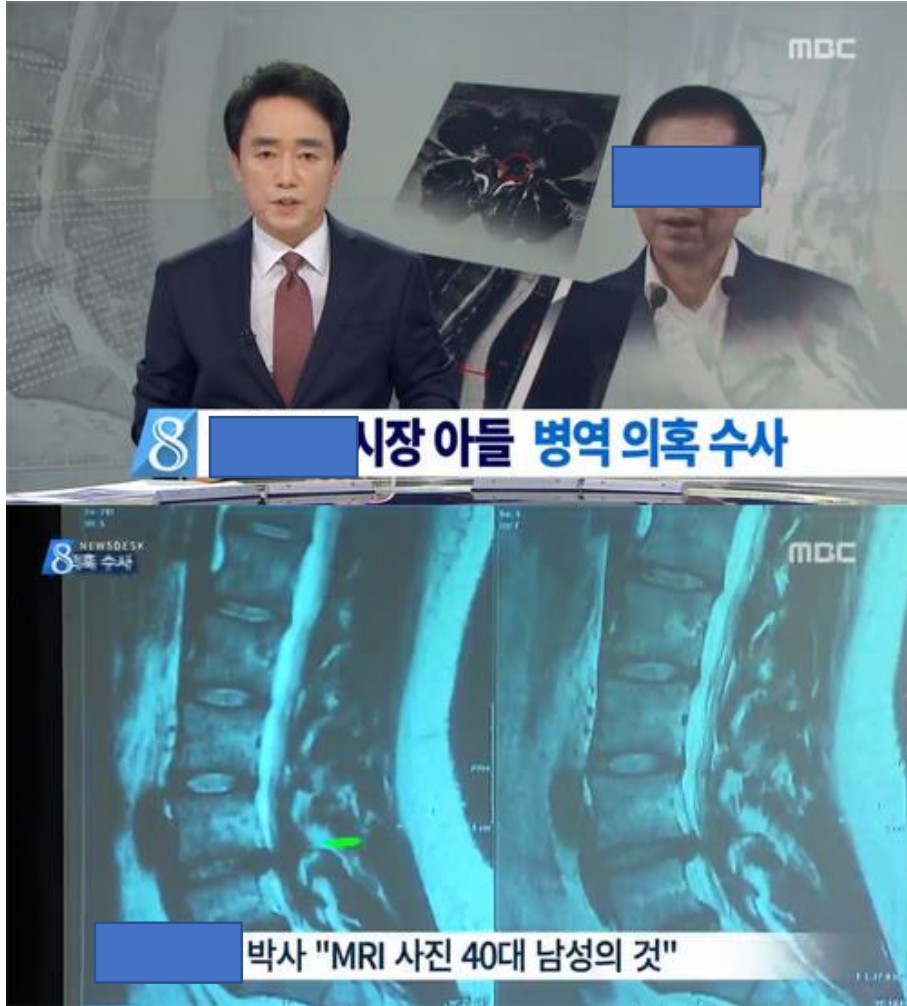 MBC
8
시장 아들 병역 의혹 수사
8 NEWSDESK
의혹 수사
MBC
박사 "MRI 사진 40대 남성의 것"